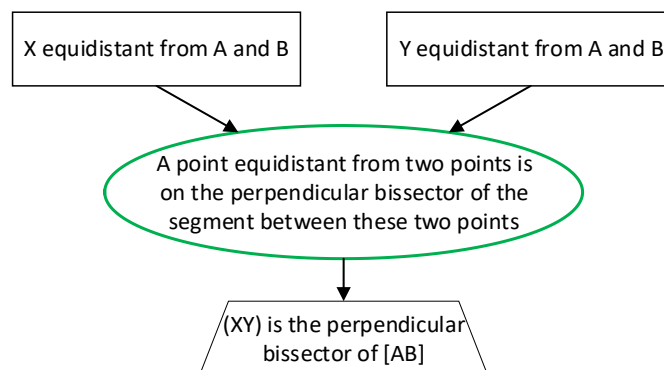 X equidistant from A and B
Y equidistant from A and B
A point equidistant from two points is
on the perpendicular bissector of the
segment between these two points
(XY) is the perpendicular
bissector of [AB]